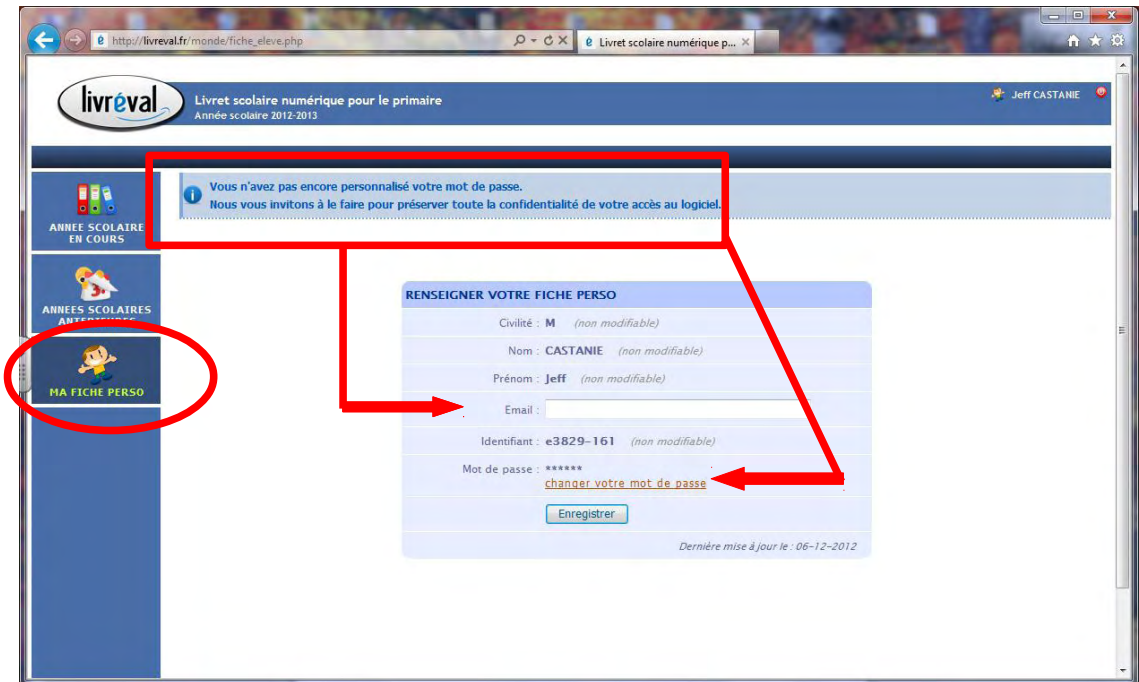 http://livreval.fr/monde/fiche_eleve.php
Livret scolaire numérique p...
livréval
Livret scolaire numérique pour le primaire
Année scolaire 2012-2013
Jeff CASTANIE
Vous n'avez pas encore personnalisé votre mot de passe.
Nous vous invitons à le faire pour préserver toute la confidentialité de votre accès au logiciel.
ANNEE SCOLAIRE
EN COURS
ANNEES SCOLAIRES
ANTERIEURES
MA FICHE PERSO
RENSEIGNER VOTRE FICHE PERSO
Civilité : M (non modifiable)
Nom : CASTANIE (non modifiable)
Prénom : Jeff (non modifiable)
Email :
Identifiant : e3829-161 (non modifiable)
Mot de passe : ******
changer votre mot de passe
Enregistrer
Dernière mise à jour le : 06-12-2012